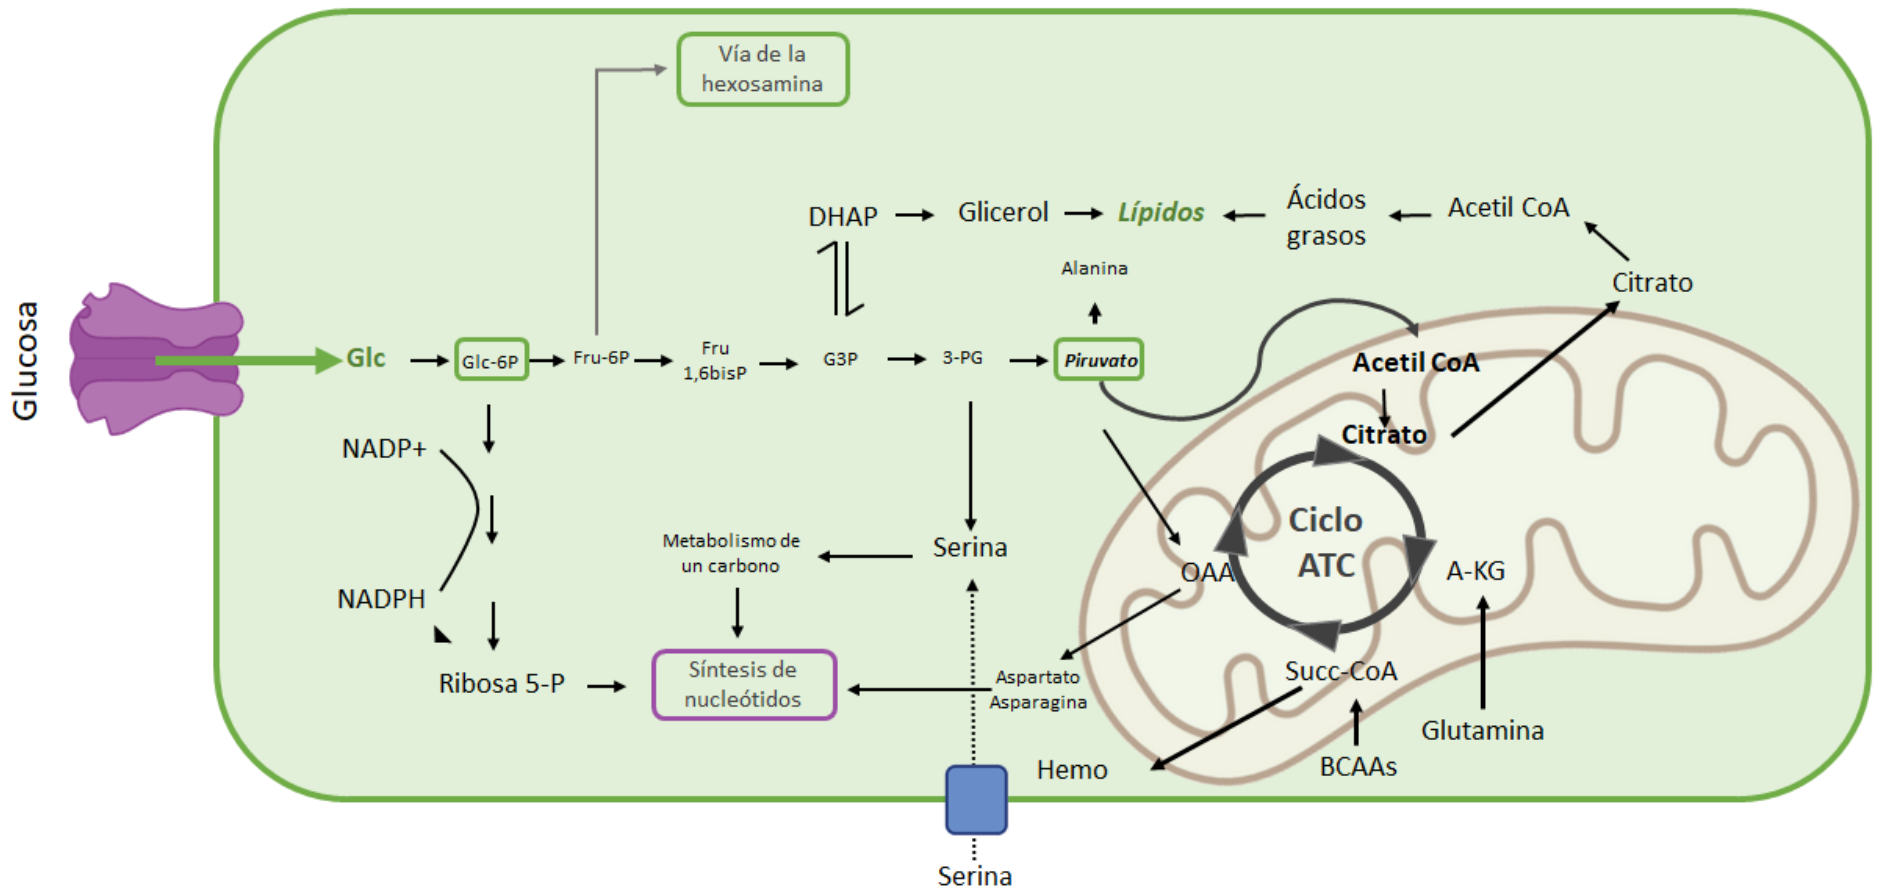 Vía de la
hexosamina
DHAP
Glicerol
Lípidos
Ácidos
grasos
Acetil CoA
Alanina
Citrato
Glucosa
Glc
Glc-6P
Fru-6P
Fru
1,6bisP
G3P
3-PG
Piruvato
Acetil CoA
Citrato
NADP+
Ciclo
ATC
Metabolismo de
un carbono
Serina
OAA
A-KG
NADPH
Ribosa 5-P
Síntesis de
nucleótidos
Aspartato
Asparagina
Succ-CoA
Glutamina
Hemo
BCAAs
Serina